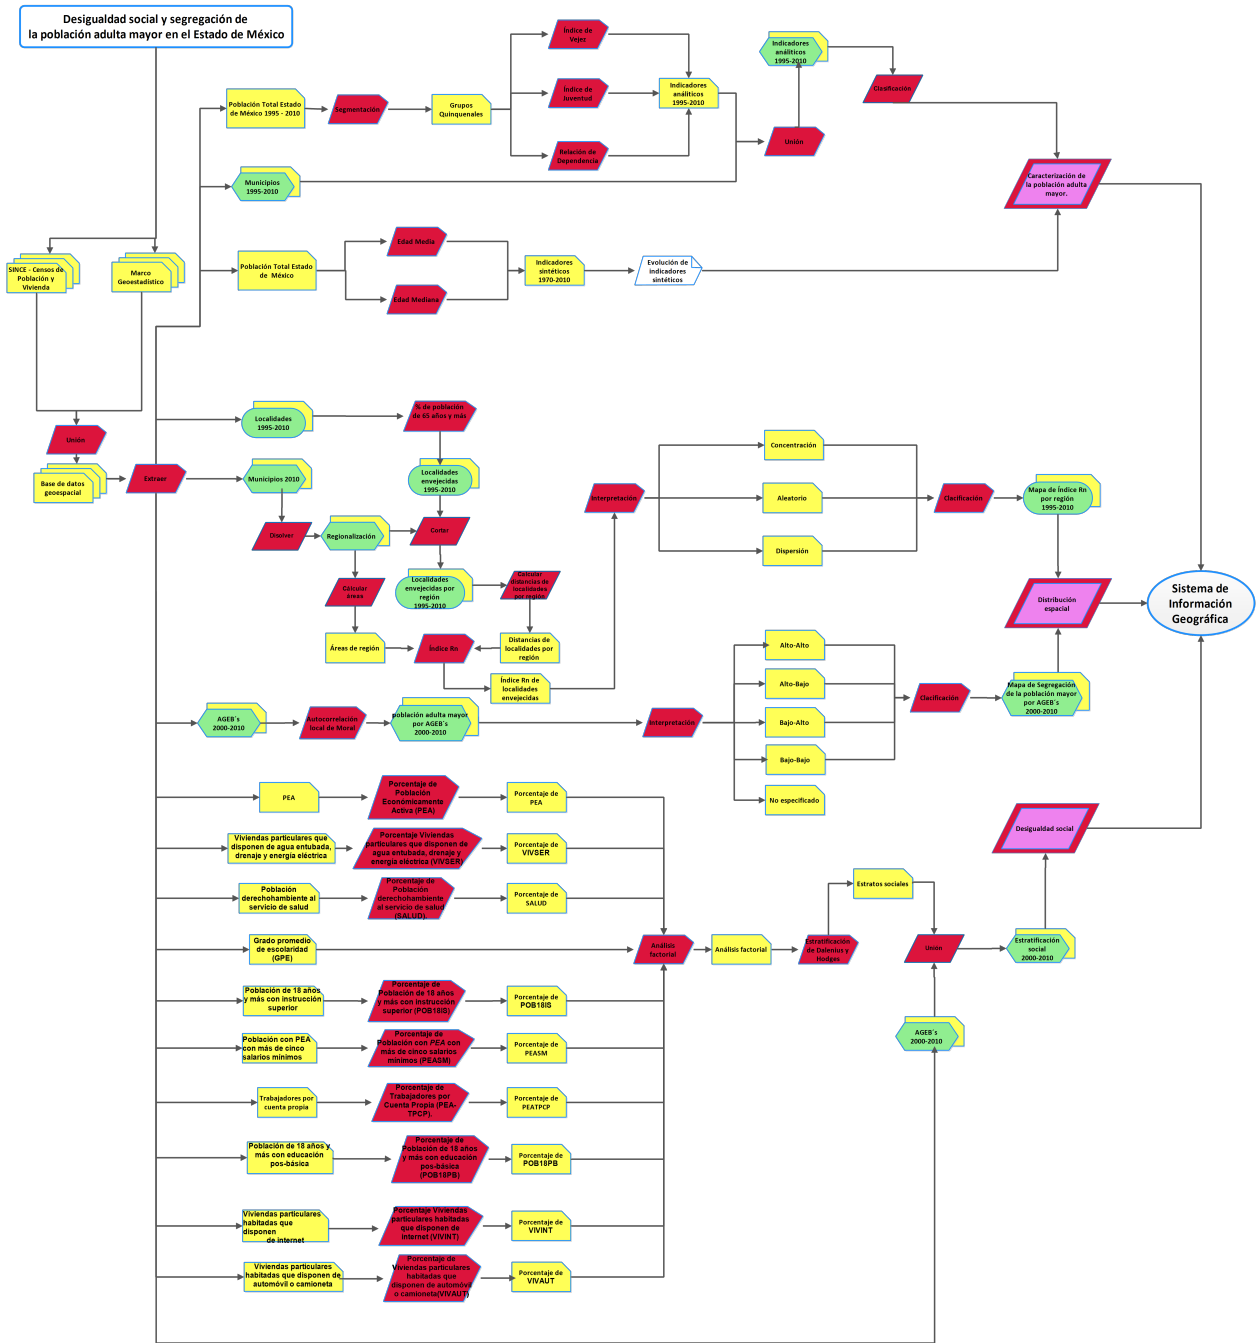 Desigualdad social y segregación de
la población adulta mayor en el Estado de México
Índice de
Vejez
Indicadores
análiticos
1995-2010
Clasificación
Población Total Estado
de México 1995 - 2010
Segmentación
Grupos
Quinquenales
Índice de
Juventud
Indicadores
análiticos
1995-2010
Relación de
Dependencia
Unión
Municipios
1995-2010
Caracterización de
la población adulta
mayor.
SINCE - Censos de
Población y
Vivienda
Marco
Geoestadístico
Población Total Estado
de México
Edad Media
Edad Mediana
Indicadores
sintéticos
1970-2010
Evolución de
indicadores
sintéticos
Unión
Base de datos
geoespacial
Extraer
Localidades
1995-2010
% de población
de 65 años y más
Municipios 2010
Localidades
envejecidas
1995-2010
Disolver
Regionalización
Cortar
Cálcular
áreas
Localidades
envejecidas por
región
1995-2010
Calcular
distancias de
localidades
por región
Áreas de región
Índice Rn
Distancias de
localidades por
región
Índice Rn de
localidades
envejecidas
Interpretación
Concentración
Aleatorio
Dispersión
Clacificación
Mapa de Índice Rn
por región
1995-2010
Distribución
espacial
Sistema de
Información
Geográfica
AGEB´s
2000-2010
Autocorrelación
local de Moral
población adulta mayor
por AGEB´s
2000-2010
Interpretación
Alto-Alto
Alto-Bajo
Bajo-Alto
Bajo-Bajo
No especificado
Clacificación
Mapa de Segregación
de la población mayor
por AGEB´s
2000-2010
PEA
Porcentaje de
Población
Económicamente
Activa (PEA)
Porcentaje de
PEA
Viviendas particulares que
disponen de agua entubada,
drenaje y energía eléctrica
Porcentaje Viviendas
particulares que disponen de
agua entubada, drenaje y
energía eléctrica (VIVSER)
Porcentaje de
VIVSER
Población
derechohambiente al
servicio de salud
Porcentaje de
Población
derechohambiente
al servicio de salud
(SALUD).
Porcentaje de
SALUD
Grado promedio
de escolaridad
(GPE)
Análisis
factorial
Análisis factorial
Estratificación
de Dalenius y
Hodges
Estratos sociales
Unión
Estratificación
social
2000-2010
Desigualdad social
Población de 18 años
y más con instrucción
superior
Porcentaje de
Población de 18 años
y más con instrucción
superior (POB18IS)
Porcentaje de
POB18IS
Población con PEA
con más de cinco
salarios mínimos
Porcentaje de
Población con PEA con
más de cinco salarios
mínimos (PEASM)
Porcentaje de
PEASM
AGEB´s
2000-2010
Trabajadores por
cuenta propia
Porcentaje de
Trabajadores por
Cuenta Propia (PEA-
TPCP).
Porcentaje de
PEATPCP
Población de 18 años y
más con educación
pos-básica
Porcentaje de
Población de 18 años
y más con educación
pos-básica
(POB18PB)
Porcentaje de
POB18PB
Viviendas particulares
habitadas que
disponen
de internet
Porcentaje Viviendas
particulares habitadas
que disponen de
internet (VIVINT)
Porcentaje de
VIVINT
Viviendas particulares
habitadas que disponen de
automóvil o camioneta
Porcentaje de
Viviendas particulares
habitadas que
disponen de automóvil
o camioneta(VIVAUT)
Porcentaje de
VIVAUT